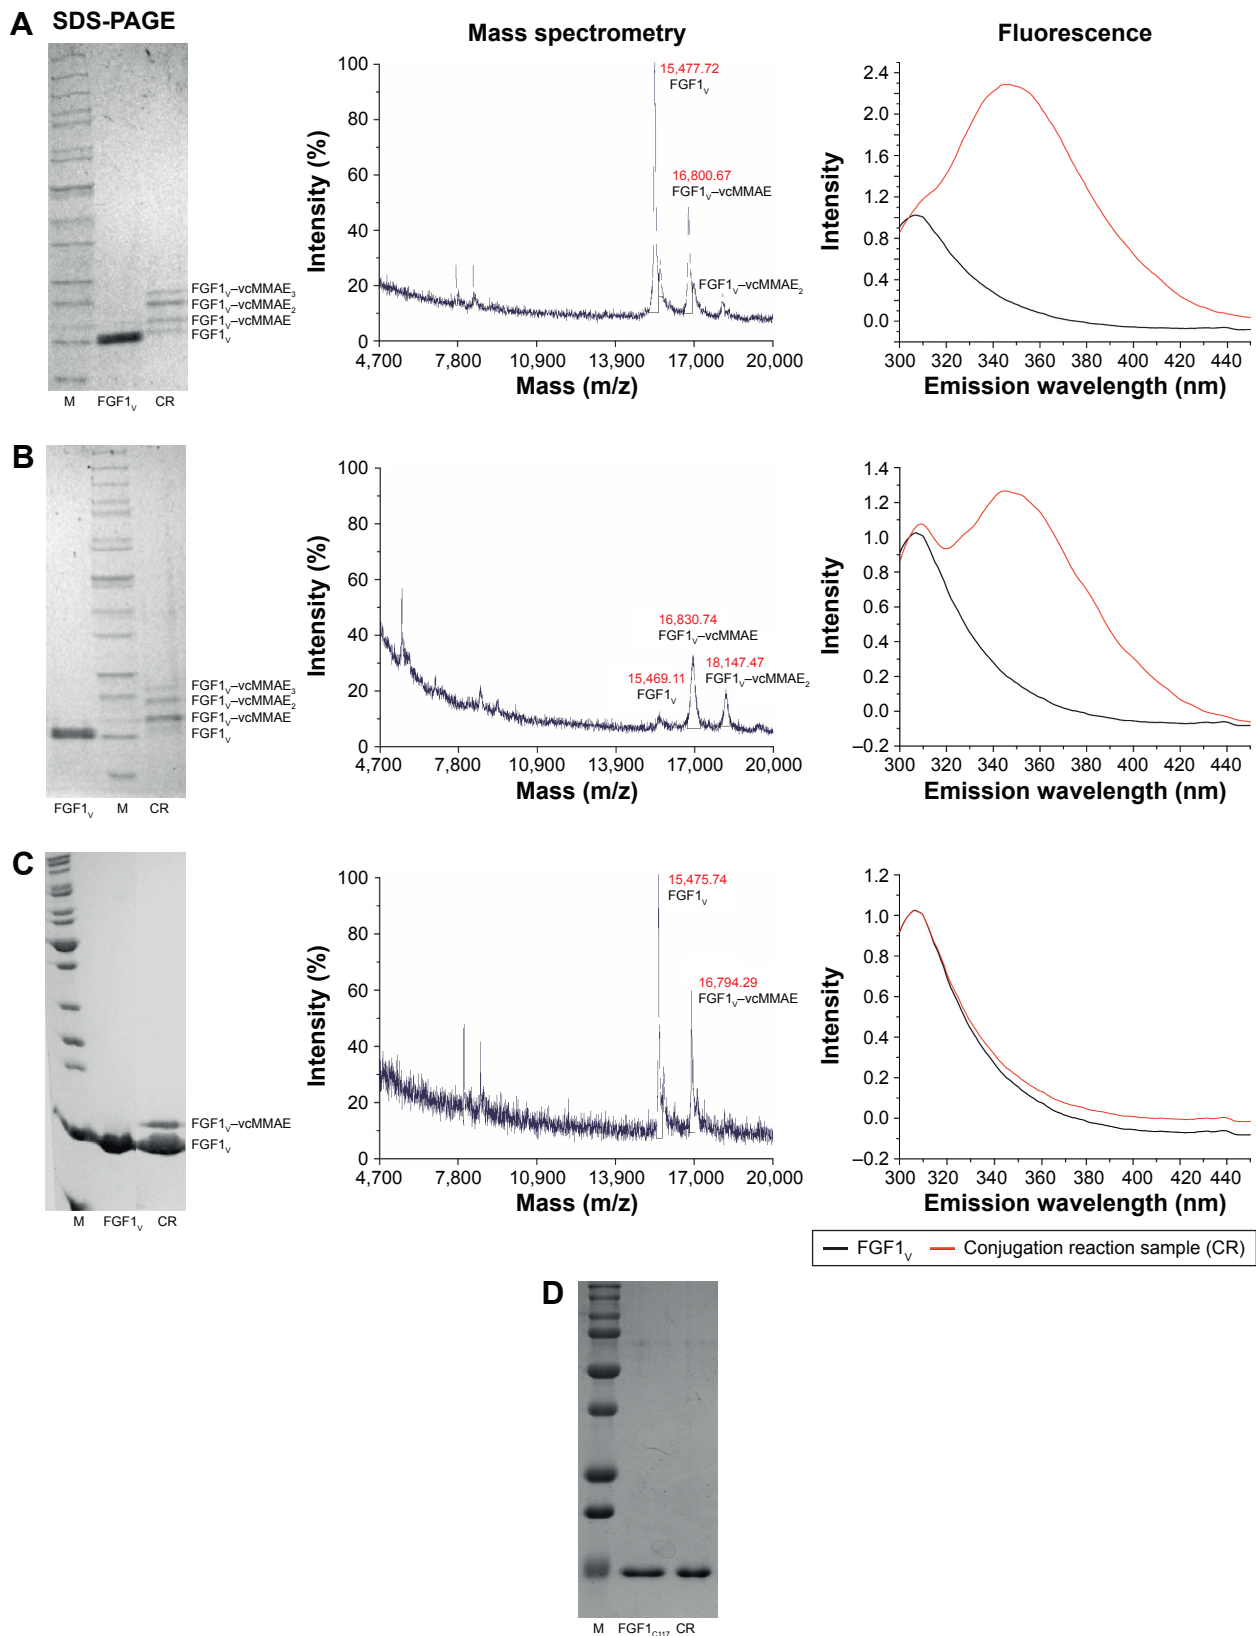 A
SDS-PAGE
M FGF1V CR
FGF1V–vcMMAE3
FGF1V–vcMMAE2
FGF1V–vcMMAE
FGF1V
Mass spectrometry
Intensity (%)
100
80
60
40
20
0
15,477.72
FGF1V
16,800.67
FGF1V–vcMMAE
FGF1V–vcMMAE2
4,700 7,800 10,900 13,900 17,000 20,000
Mass (m/z)
Fluorescence
Intensity
2.4
2.0
1.6
1.2
0.8
0.4
0.0
300 320 340 360 380 400 420 440
Emission wavelength (nm)
B
FGF1V M CR
FGF1V–vcMMAE3
FGF1V–vcMMAE2
FGF1V–vcMMAE
FGF1V
Intensity (%)
100
80
60
40
20
0
16,830.74
FGF1V–vcMMAE
15,469.11
FGF1V
18,147.47
FGF1V–vcMMAE2
4,700 7,800 10,900 13,900 17,000 20,000
Mass (m/z)
Intensity
1.4
1.2
1.0
0.8
0.6
0.4
0.2
0.0
–0.2
300 320 340 360 380 400 420 440
Emission wavelength (nm)
C
M FGF1V CR
FGF1V–vcMMAE
FGF1V
Intensity (%)
100
80
60
40
20
0
15,475.74
FGF1V
16,794.29
FGF1V–vcMMAE
4,700 7,800 10,900 13,900 17,000 20,000
Mass (m/z)
Intensity
1.2
1.0
0.8
0.6
0.4
0.2
0.0
–0.2
300 320 340 360 380 400 420 440
Emission wavelength (nm)
FGF1V Conjugation reaction sample (CR)
D
M FGF1C117 CR